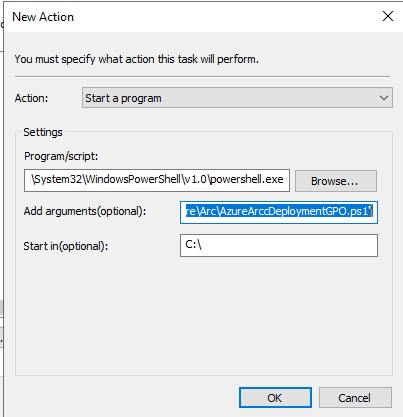 New Action
You must specify what action this task will perform.
Action:
Start a program
Settings
Program/script:
\System32\WindowsPowerShell\v1.0\powershell.exe
Browse...
Add arguments(optional):
re\Arc\AzureArccDeploymentGPO.ps1'
Start in(optional):
C:\
OK
Cancel